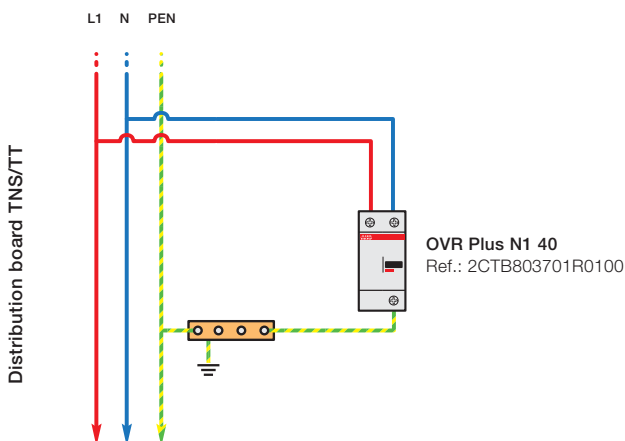 L1 N PEN
Distribution board TNS/TT
OVR Plus N1 40
Ref.: 2CTB803701R0100